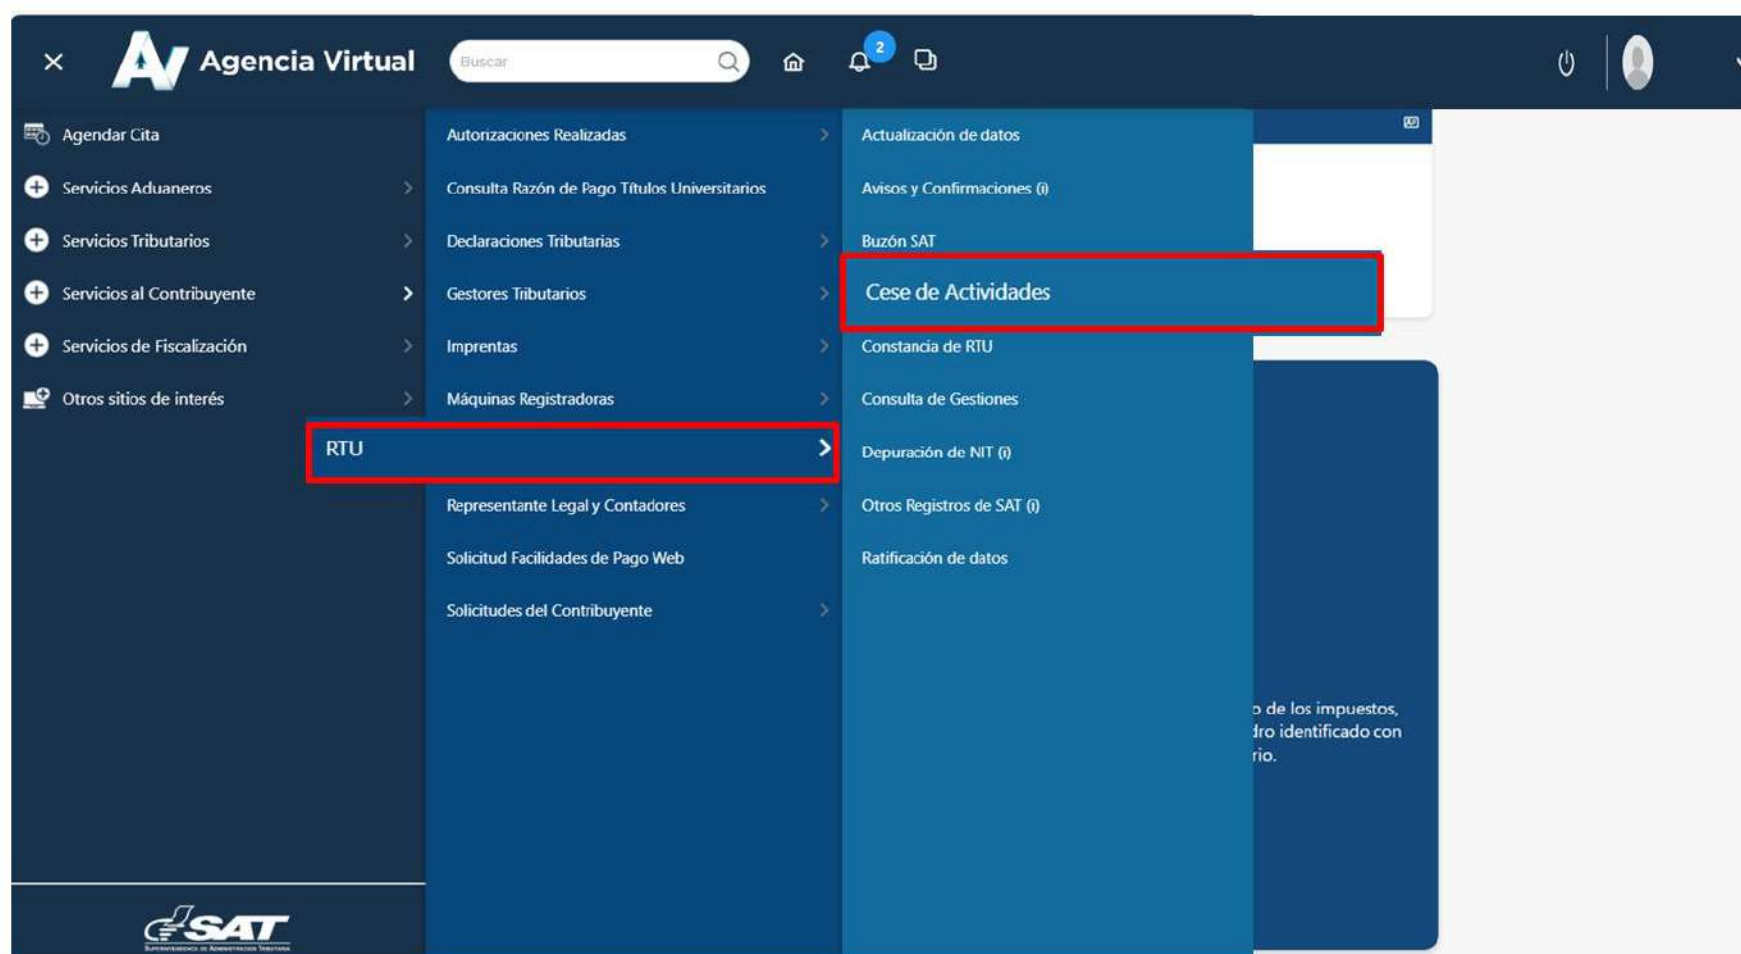 Agencia Virtual
Buscar
2
Agendar Cita
Servicios Aduaneros
Servicios Tributarios
Servicios al Contribuyente
Servicios de Fiscalización
Otros sitios de interés
Autorizaciones Realizadas
Consulta Razón de Pago Títulos Universitarios
Declaraciones Tributarias
Gestores Tributarios
Imprentas
Máquinas Registradoras
RTU
Representante Legal y Contadores
Solicitud Facilidades de Pago Web
Solicitudes del Contribuyente
Actualización de datos
Avisos y Confirmaciones (i)
Buzón SAT
Cese de Actividades
Constancia de RTU
Consulta de Gestiones
Depuración de NIT (i)
Otros Registros de SAT (i)
Ratificación de datos
o de los impuestos,
dro identificado con
rio.
SAT
Superintendencia de Administración Tributaria